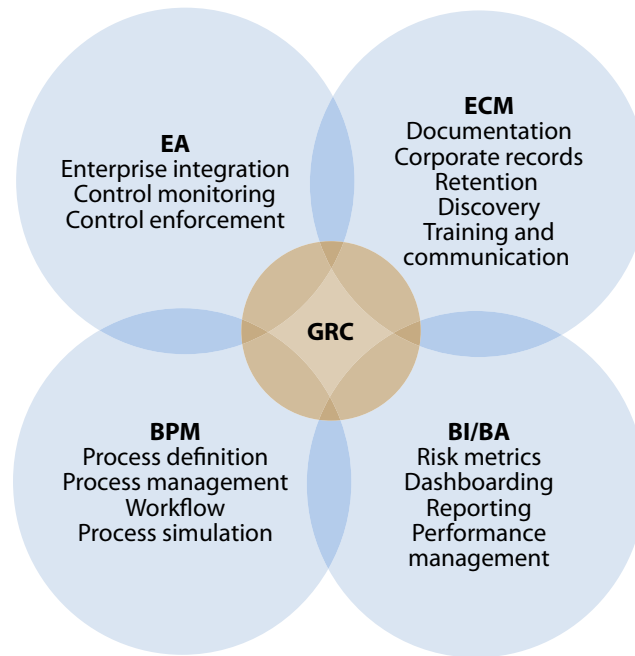 EA
Enterprise integration
Control monitoring
Control enforcement
ECM
Documentation
Corporate records
Retention
Discovery
Training and
communication
GRC
BPM
Process definition
Process management
Workflow
Process simulation
BI/BA
Risk metrics
Dashboarding
Reporting
Performance
management